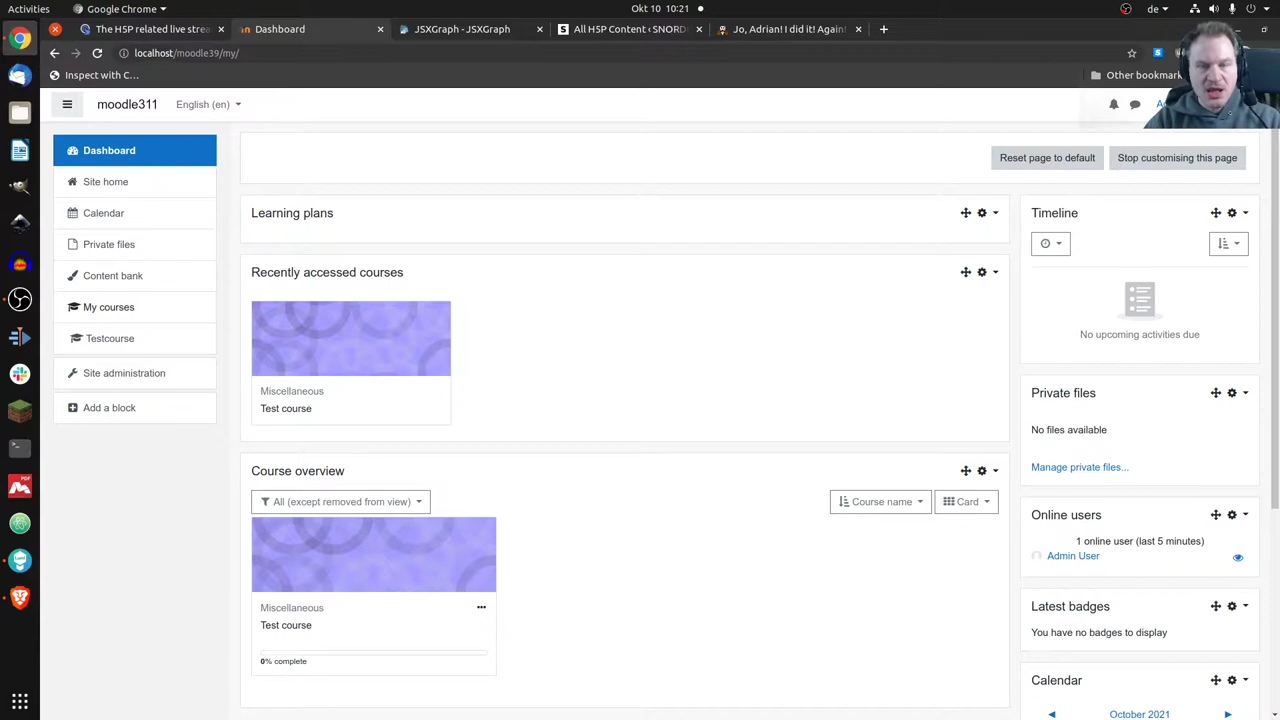 Activities
Google Chrome
Okt 10 10:21
de
The H5P related live strea
Dashboard
JSXGraph - JSXGraph
All H5P Content ‹ SNORD
Jo, Adrian! I did it! Again!
localhost/moodle39/my/
Inspect with C…
Other bookmark
moodle311
English (en)
Dashboard
Site home
Calendar
Private files
Content bank
My courses
Testcourse
Site administration
Add a block
Reset page to default
Stop customising this page
Learning plans
Recently accessed courses
Miscellaneous
Test course
Course overview
All (except removed from view)
Course name
Card
Miscellaneous
Test course
0% complete
Timeline
No upcoming activities due
Private files
No files available
Manage private files...
Online users
1 online user (last 5 minutes)
Admin User
Latest badges
You have no badges to display
Calendar
October 2021